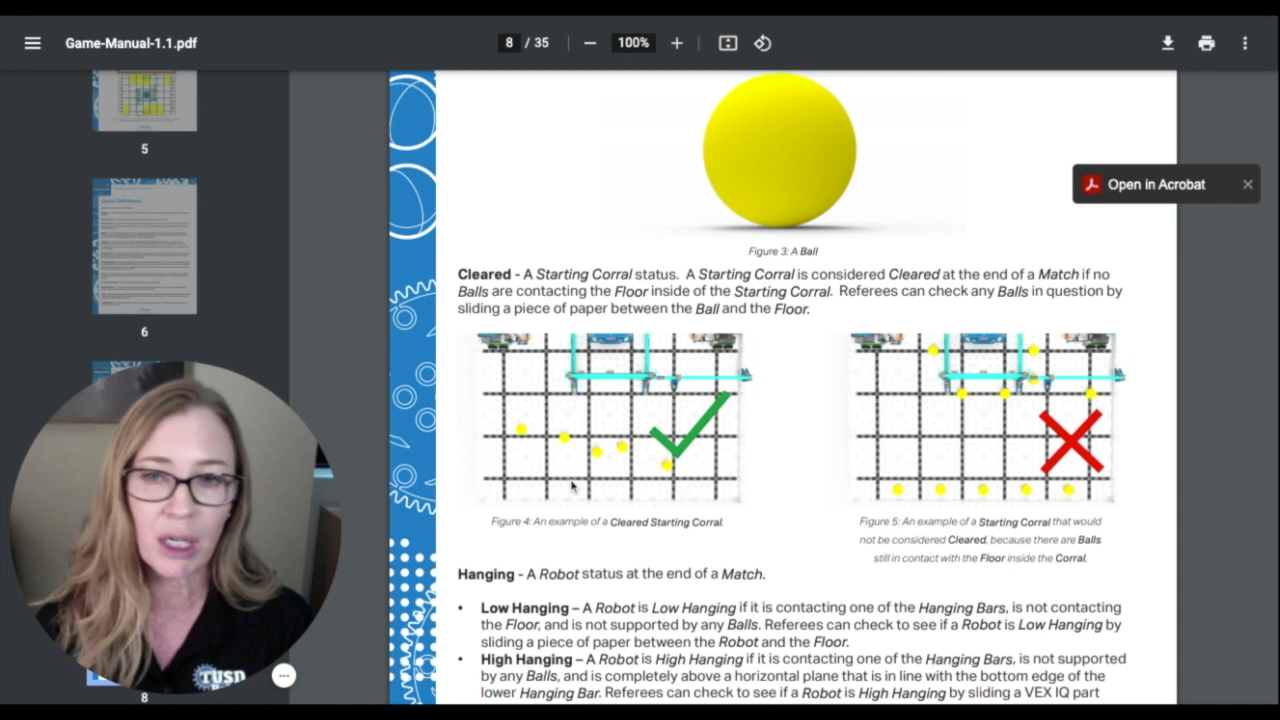 Game-Manual-1.1.pdf
8 / 35
100%
5
Open in Acrobat
6
8
Figure 3: A Ball
Cleared - A Starting Corral status. A Starting Corral is considered Cleared at the end of a Match if no
Balls are contacting the Floor inside of the Starting Corral. Referees can check any Balls in question by
sliding a piece of paper between the Ball and the Floor.
Figure 4: An example of a Cleared Starting Corral.
Figure 5: An example of a Starting Corral that would
not be considered Cleared, because there are Balls
still in contact with the Floor inside the Corral.
Hanging - A Robot status at the end of a Match.
• Low Hanging – A Robot is Low Hanging if it is contacting one of the Hanging Bars, is not contacting
the Floor, and is not supported by any Balls. Referees can check to see if a Robot is Low Hanging by
sliding a piece of paper between the Robot and the Floor.
• High Hanging – A Robot is High Hanging if it is contacting one of the Hanging Bars, is not supported
by any Balls, and is completely above a horizontal plane that is in line with the bottom edge of the
lower Hanging Bar. Referees can check to see if a Robot is High Hanging by sliding a VEX IQ part
TUSD